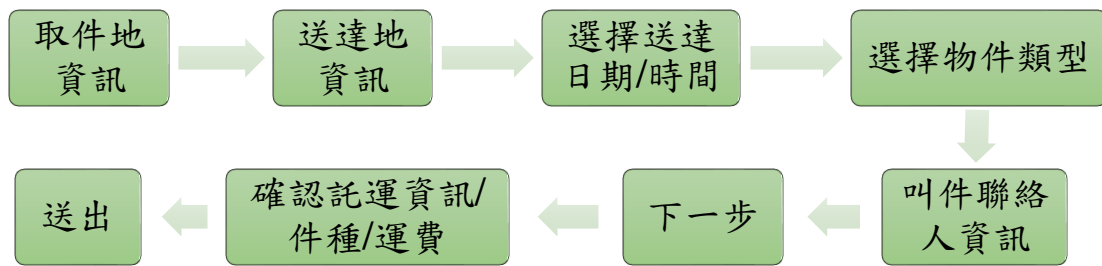 取件地
資訊
送達地
資訊
選擇送達
日期/時間
選擇物件類型
叫件聯絡
人資訊
下一步
確認託運資訊/
件種/運費
送出